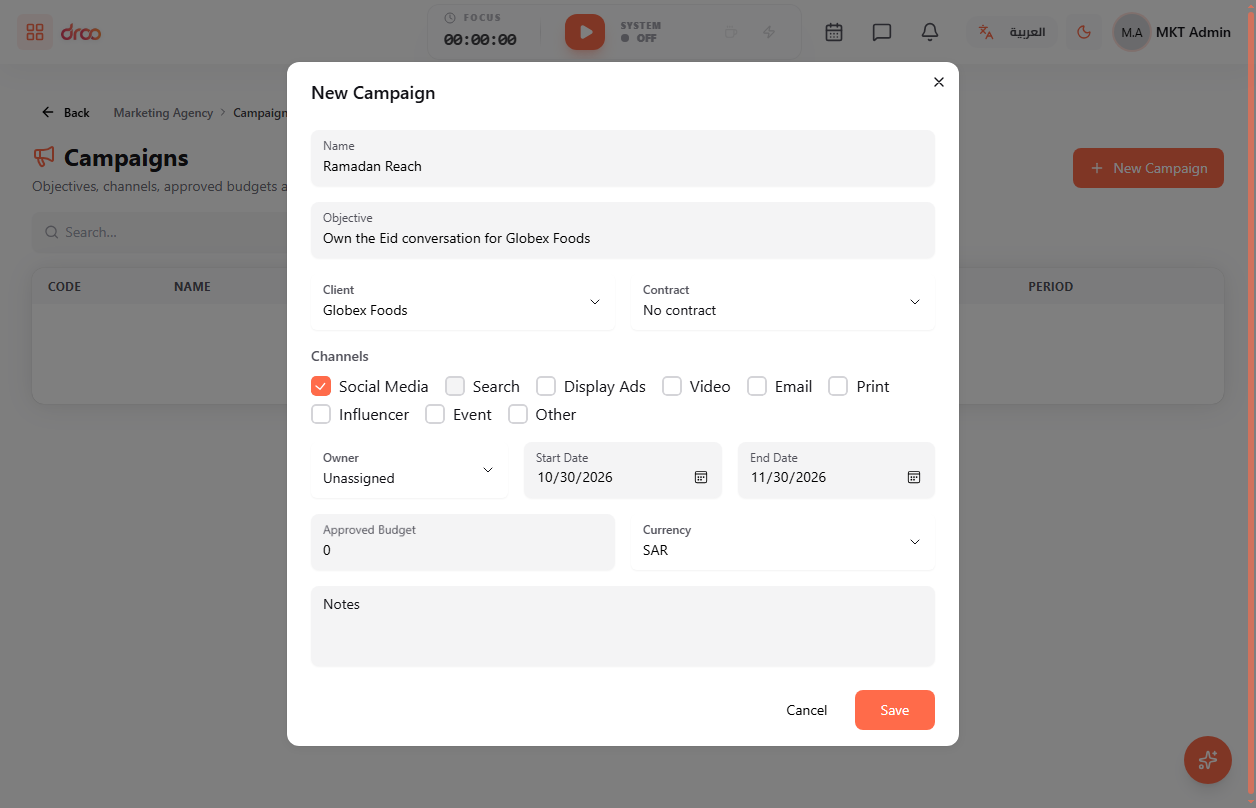 droo
FOCUS
00:00:00
SYSTEM
OFF
العربية
M.A
MKT Admin
Back
Marketing Agency
Campaign
Campaigns
Objectives, channels, approved budgets a
New Campaign
Search...
CODE
NAME
PERIOD
New Campaign
Name
Ramadan Reach
Objective
Own the Eid conversation for Globex Foods
Client
Globex Foods
Contract
No contract
Channels
Social Media
Search
Display Ads
Video
Email
Print
Influencer
Event
Other
Owner
Unassigned
Start Date
10/30/2026
End Date
11/30/2026
Approved Budget
0
Currency
SAR
Notes
Cancel
Save